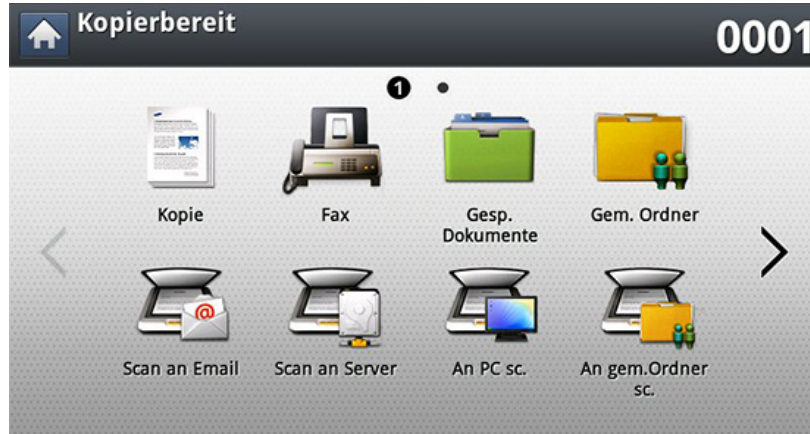 Kopierbereit
0001
1
Kopie
Fax
Gesp.
Dokumente
Gem. Ordner
Scan an Email
Scan an Server
An PC sc.
An gem.Ordner
sc.